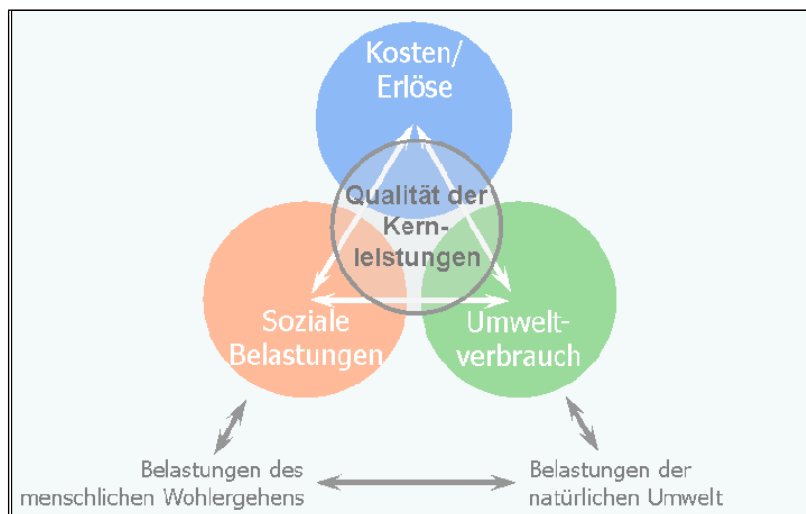 Kosten/
Erlöse
Qualität der
Kern-
leistungen
Soziale
Belastungen
Umwelt-
verbrauch
Belastungen des
menschlichen Wohlergehens
Belastungen der
natürlichen Umwelt